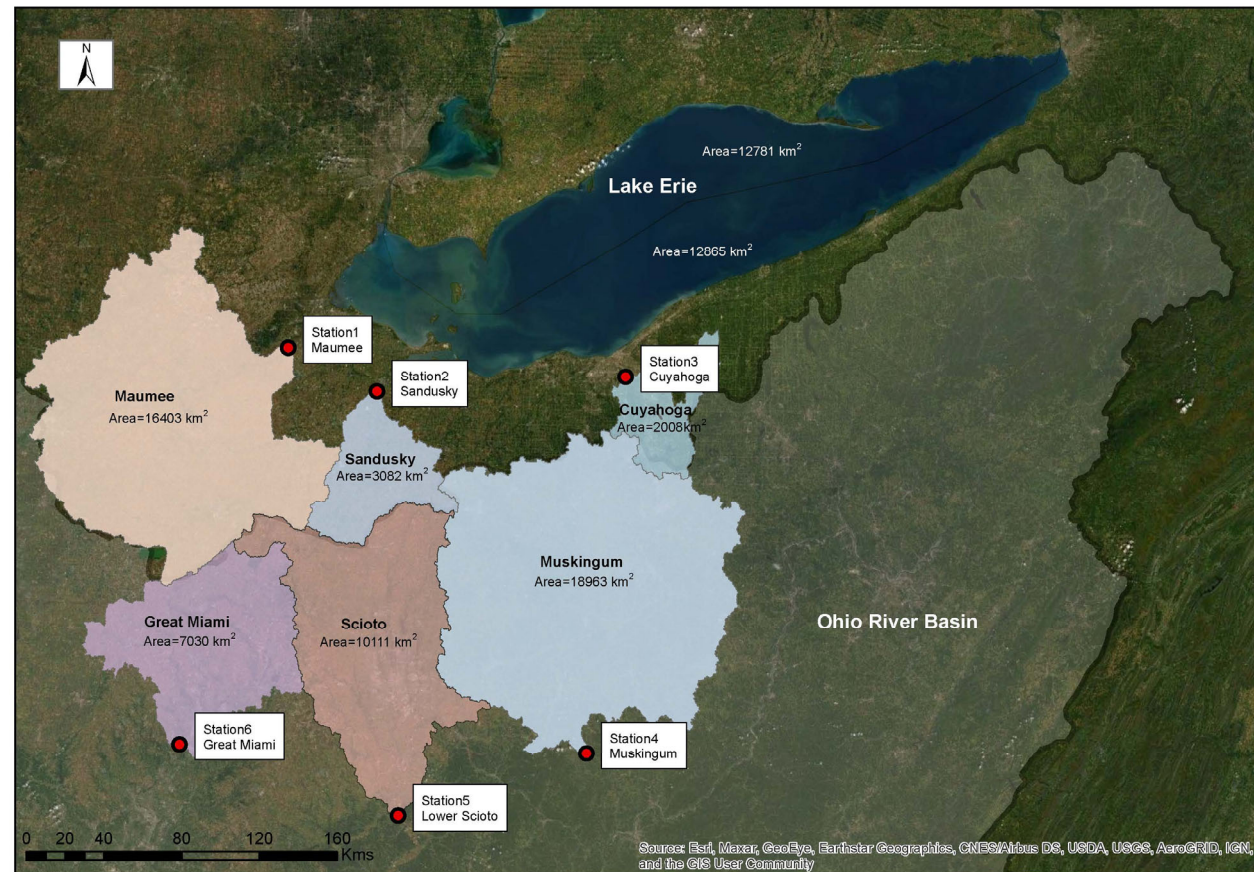 N
Area=12781 km²
Lake Erie
Area=12865 km²
Station1
Maumee
Station2
Sandusky
Station3
Cuyahoga
Maumee
Area=16403 km²
Cuyahoga
Area=2008km²
Sandusky
Area=3082 km²
Muskingum
Area=18963 km²
Great Miami
Area=7030 km²
Scioto
Area=10111 km²
Ohio River Basin
Station6
Great Miami
Station4
Muskingum
Station5
Lower Scioto
0 40 80 120 160
Kms
Source: Esri, Maxar, GeoEye, Earthstar Geographics, CNES/Airbus DS, USDA, USGS, AeroGRID, IGN,
and the GIS User Community